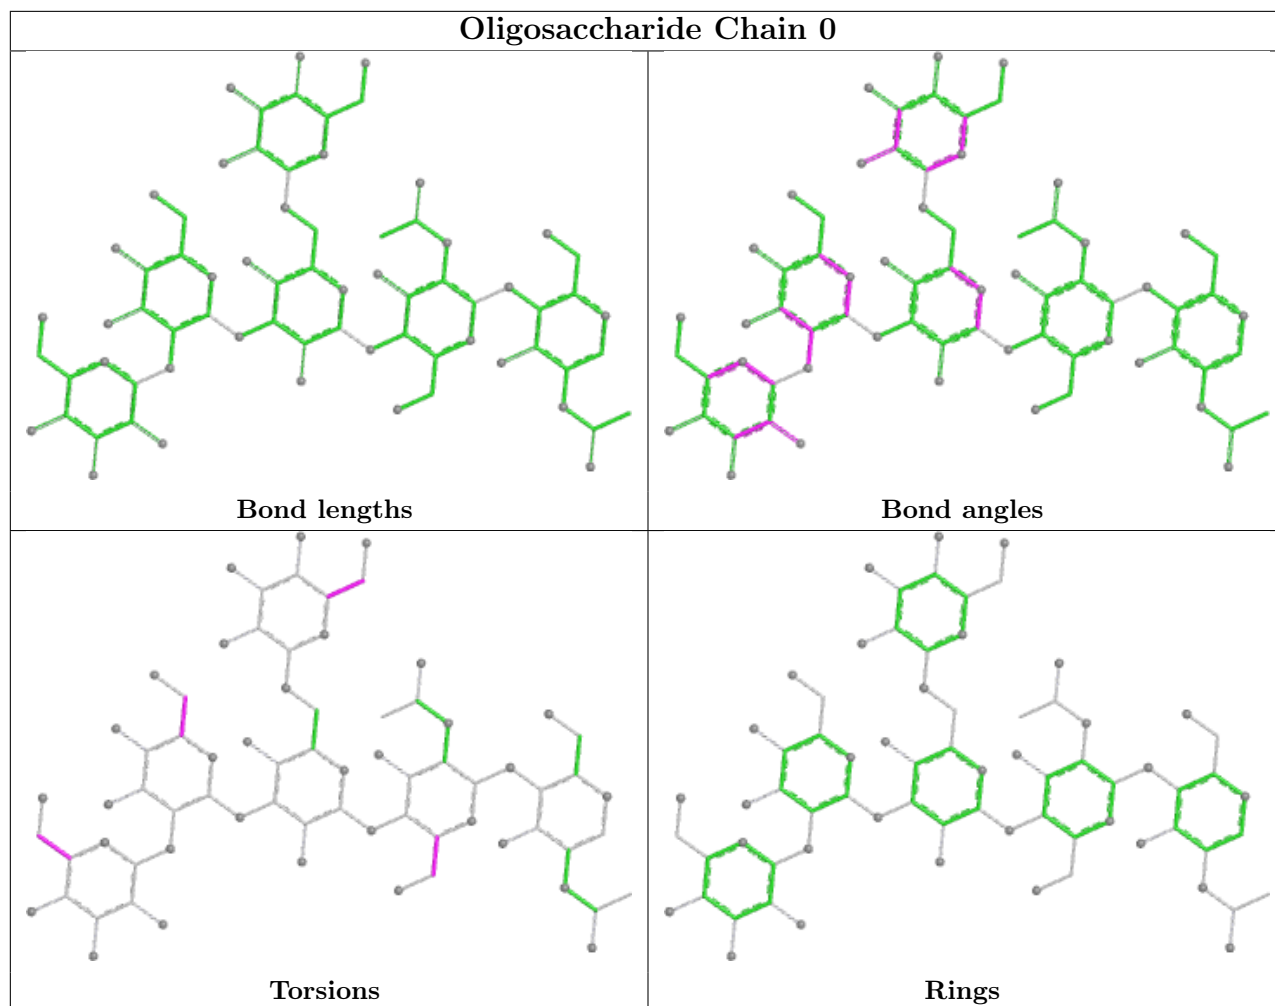 Oligosaccharide Chain 0
Bond lengths
Bond angles
Torsions
Rings